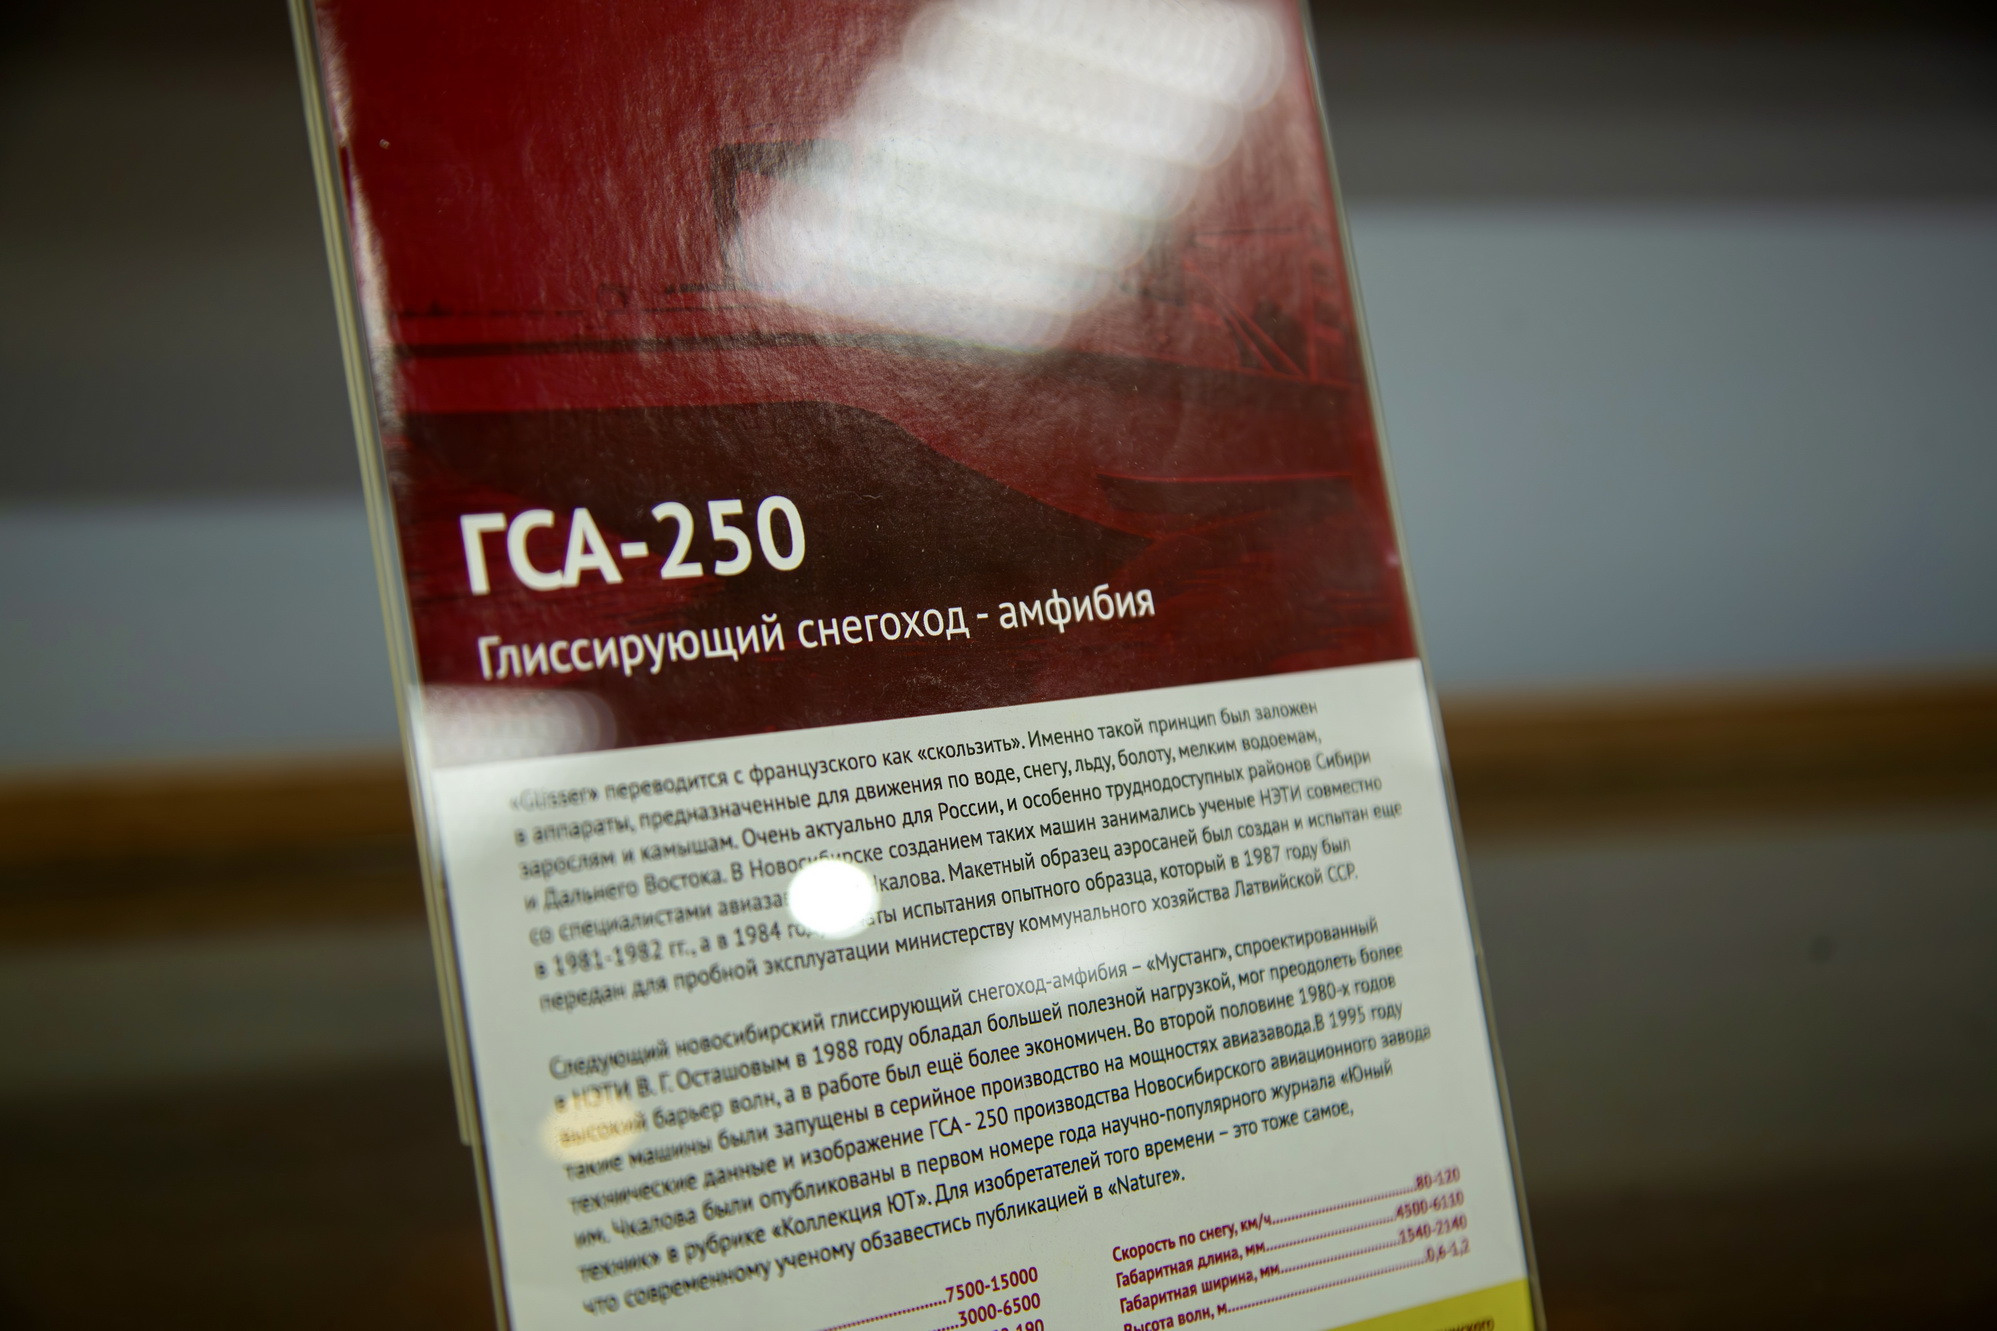 ГСА-250
Глиссирующий снегоход - амфибия
«Glisser» переводится с французского как «скользить». Именно такой принцип был заложен
в аппараты, предназначенные для движения по воде, снегу, льду, болоту, мелким водоемам,
зарослям и камышам. Очень актуально для России, и особенно труднодоступных районов Сибири
и Дальнего Востока. В Новосибирске созданием таких машин занимались ученые НЭТИ совместно
со специалистами Чкалова. Макетный образец аэросаней был создан и испытан еще
в 1981-1982 гг., а в 1984 испытания опытного образца, который в 1987 году был
передан для пробной эксплуатации министерству коммунального хозяйства Латвийской ССР.
Следующий новосибирский глиссирующий снегоход-амфибия – «Мустанг», спроектированный
в НЭТИ В. Г. Осташовым в 1988 году обладал большей полезной нагрузкой, мог преодолеть более
высокий барьер волн, а в работе был ещё более экономичен. Во второй половине 1980-х годов
такие машины были запущены в серийное производство на мощностях авиазавода.В 1995 году
технические данные и изображение ГСА - 250 производства Новосибирского авиационного завода
им. Чкалова были опубликованы в первом номере года научно-популярного журнала «Юный
техник» в рубрике «Коллекция ЮТ». Для изобретателей того времени – это тоже самое,
что современному ученому обзавестись публикацией в «Nature».
7500-15000
3000-6500
Скорость по снегу, км/ч 80-120
Габаритная длина, мм 4500-6110
Габаритная ширина, мм 1540-2140
Высота волн, м 0,6-1,2